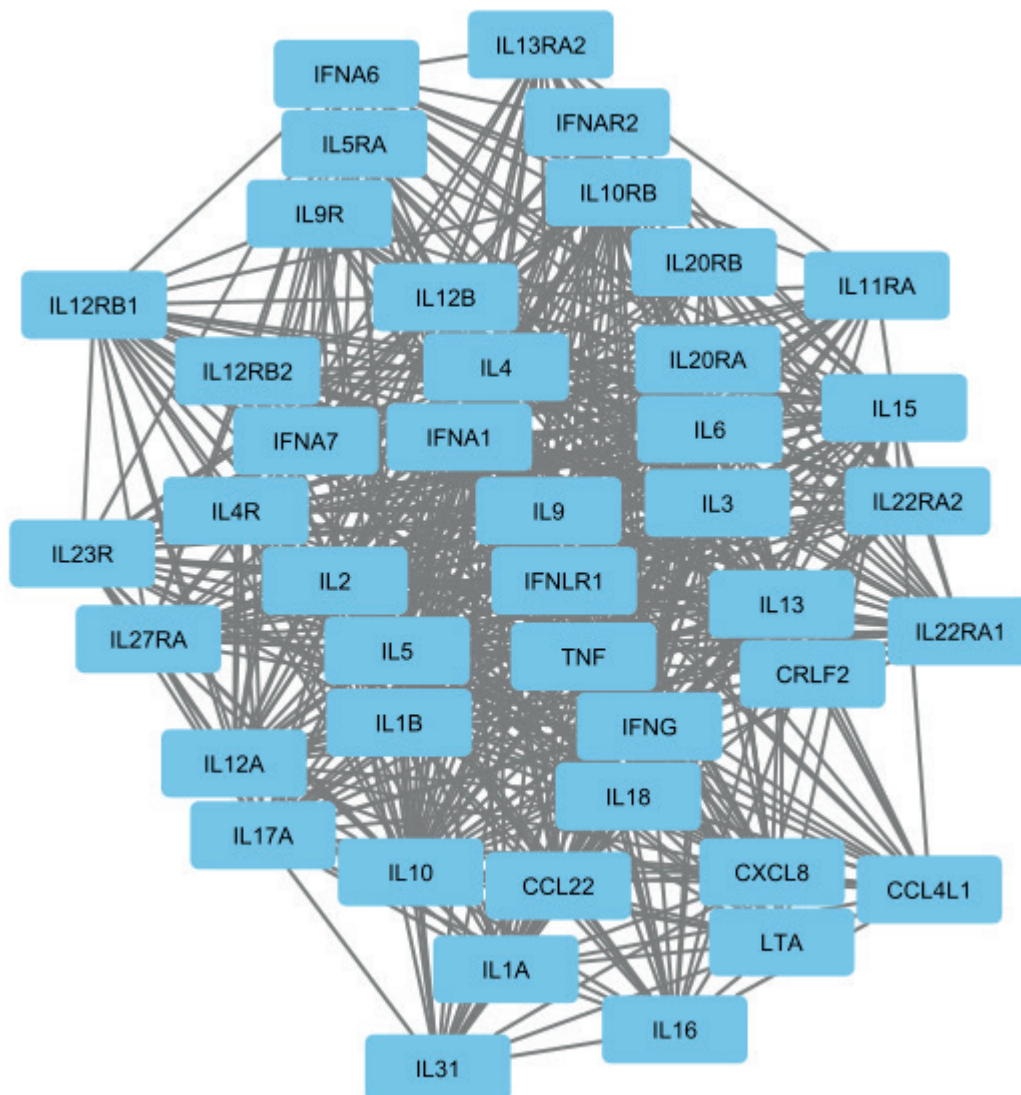 IL13RA2
IFNA6
IFNAR2
IL5RA
IL10RB
IL9R
IL20RB
IL11RA
IL12RB1
IL12B
IL20RA
IL4
IL12RB2
IL15
IL6
IFNA7
IFNA1
IL3
IL22RA2
IL4R
IL9
IL23R
IL2
IFNLR1
IL13
IL22RA1
IL27RA
IL5
TNF
CRLF2
IL1B
IFNG
IL12A
IL18
IL17A
IL10
CCL22
CXCL8
CCL4L1
LTA
IL1A
IL16
IL31